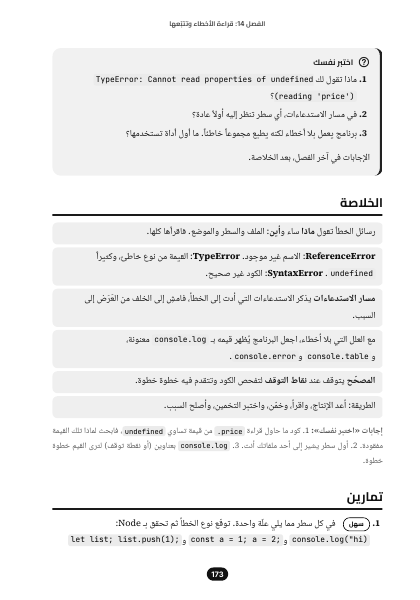 الفصل 14: قراءة الأخطاء وتتبّعها
اختبر نفسك
1. ماذا تقول لك TypeError: Cannot read properties of undefined
(reading 'price')؟
2. في مسار الاستدعاءات، أي سطر تنظر إليه أولاً عادة؟
3. برنامج يعمل بلا أخطاء لكنه يطبع مجموعاً خاطئاً. ما أول أداة تستخدمها؟
الإجابات في آخر الفصل، بعد الخلاصة.
الخلاصة
رسائل الخطأ تقول ماذا ساء وأين: الملف والسطر والموضع. فاقرأها كلها.
ReferenceError: الاسم غير موجود. TypeError: القيمة من نوع خاطئ، وكثيراً
undefined. SyntaxError: الكود غير صحيح.
مسار الاستدعاءات يذكر الاستدعاءات التي أدت إلى الخطأ، فامشِ إلى الخلف من العَرَض إلى
السبب.
مع العلل التي بلا أخطاء، اجعل البرنامج يُظهر قيمه بـ console.log معنونة،
و console.table و console.error.
المصحّح يتوقف عند نقاط التوقف لتفحص الكود وتتقدم فيه خطوة خطوة.
الطريقة: أعد الإنتاج، واقرأ، وخمّن، واختبر التخمين، وأصلح السبب.
إجابات «اختبر نفسك»: 1. كود ما حاول قراءة .price من قيمة تساوي undefined، فابحث لماذا تلك القيمة
مفقودة. 2. أول سطر يشير إلى أحد ملفاتك أنت. 3. console.log بعناوين (أو نقطة توقف) لترى القيم خطوة
خطوة.
تمارين
1. سهل في كل سطر مما يلي علّة واحدة. توقع نوع الخطأ ثم تحقق بـ Node:
console.log("hi) و const a = 1; a = 2; و let list; list.push(1);
173